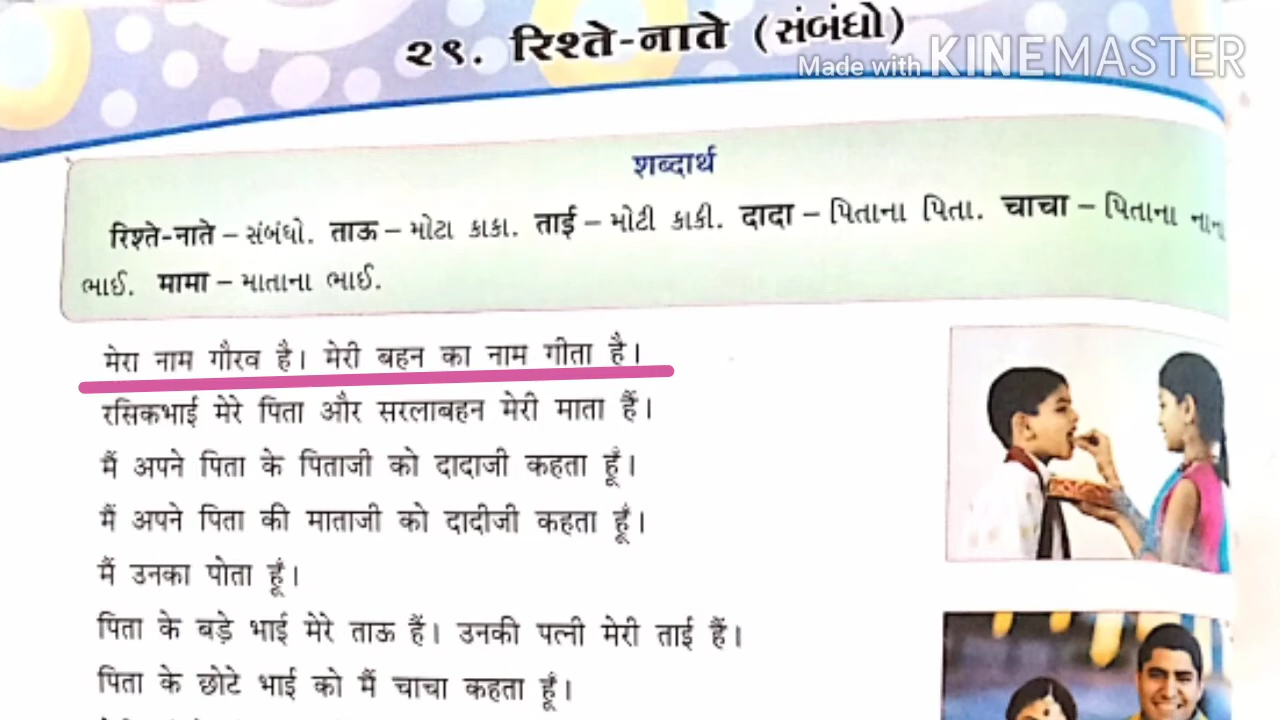 २९. रिश्ते-नाते (સંબંધો)
Made with KINEMASTER
शब्दार्थ
रिश्ते-नाते – સંબંધો. ताऊ – મોટા કાકા. ताई – મોટી કાકી. दादा – પિતાના પિતા. चाचा – પિતાના
ભાઈ. मामा – માતાના ભાઈ.
मेरा नाम गौरव है। मेरी बहन का नाम गीता है।
रसिकभाई मेरे पिता और सरलाबहन मेरी माता हैं।
मैं अपने पिता के पिताजी को दादाजी कहता हूँ।
मैं अपने पिता की माताजी को दादीजी कहता हूँ।
मैं उनका पोता हूँ।
पिता के बड़े भाई मेरे ताऊ हैं। उनकी पत्नी मेरी ताई हैं।
पिता के छोटे भाई को मैं चाचा कहता हूँ।